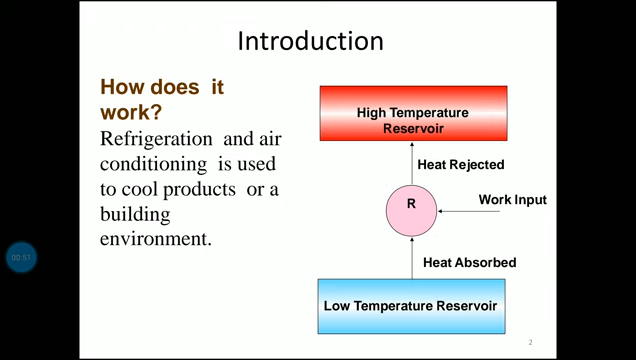 Introduction
How does it
work?
Refrigeration and air
conditioning is used
to cool products or a
building
environment.
High Temperature
Reservoir
Heat Rejected
R
Work Input
Heat Absorbed
Low Temperature Reservoir
00:51
2